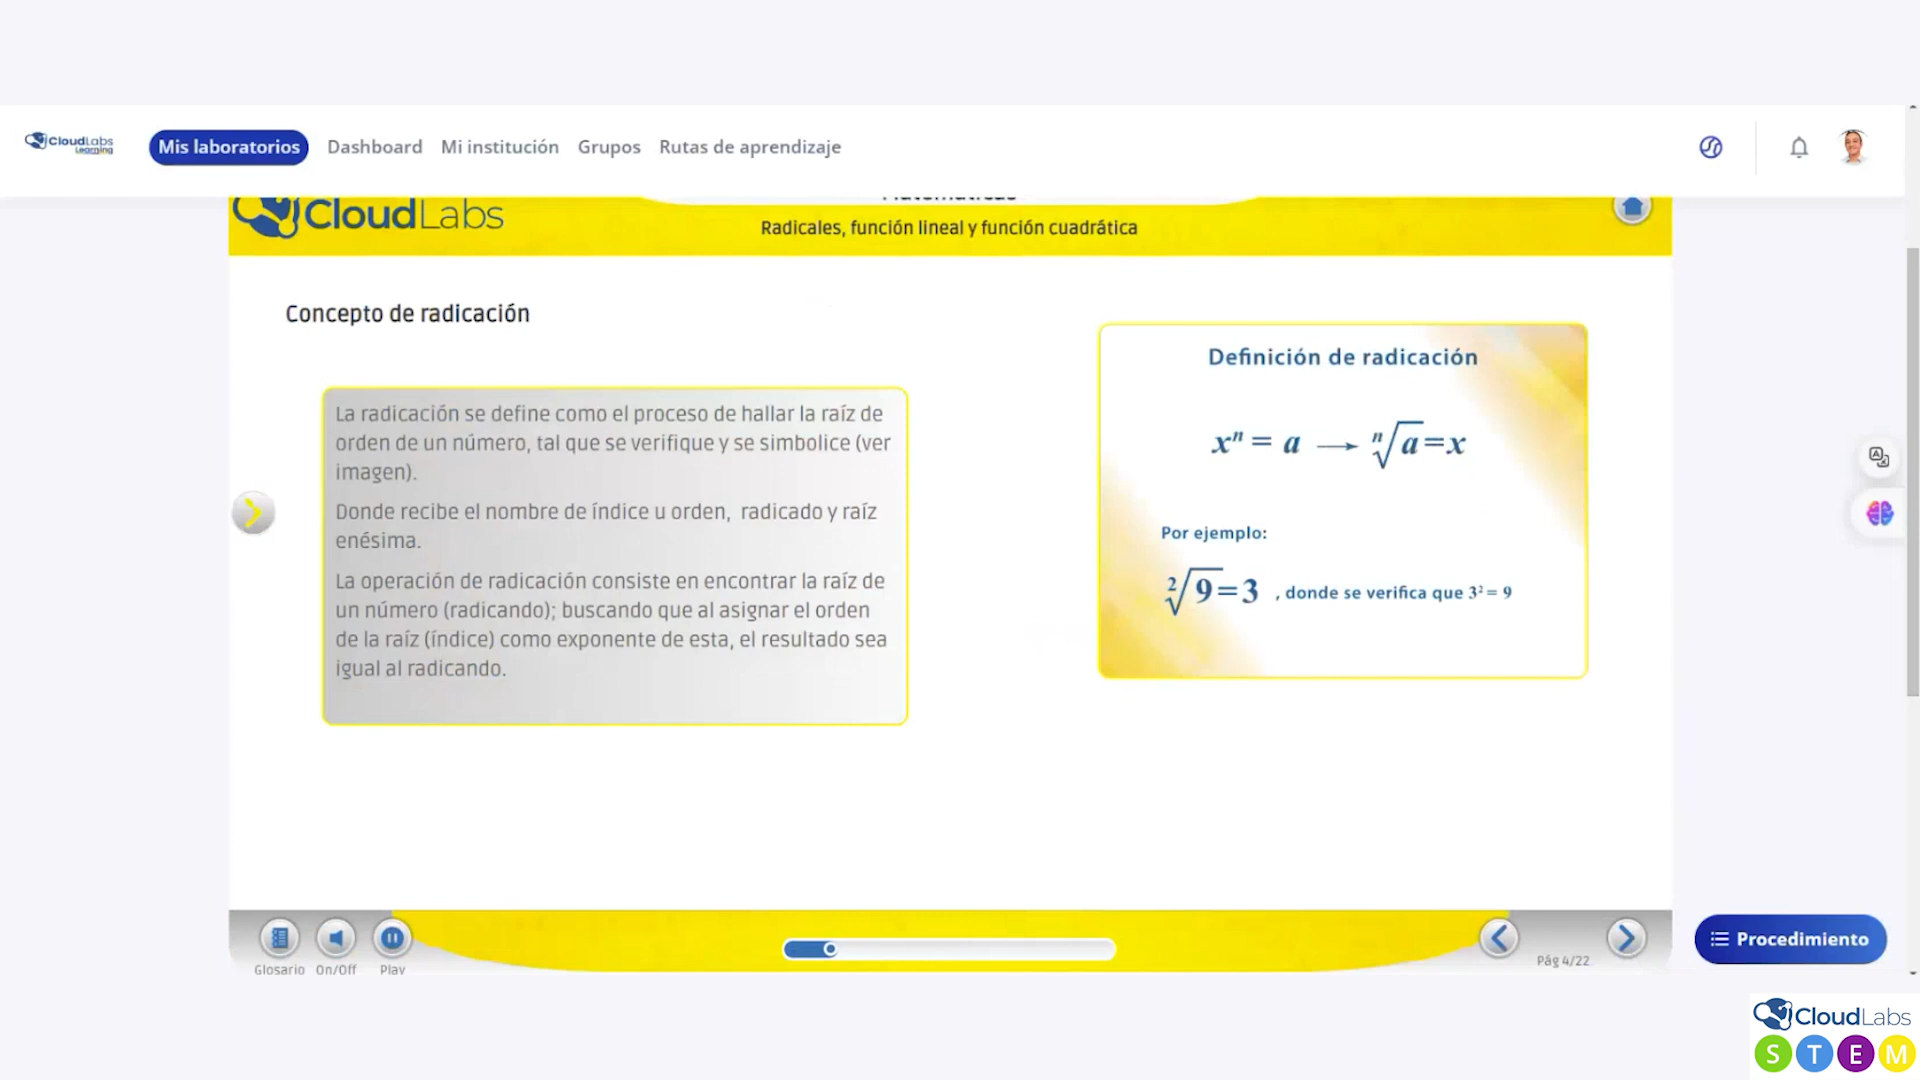 CloudLabs
Learning
Mis laboratorios
Dashboard
Mi institución
Grupos
Rutas de aprendizaje
CloudLabs
Matemáticas
Radicales, función lineal y función cuadrática
Concepto de radicación
La radicación se define como el proceso de hallar la raíz de
orden de un número, tal que se verifique y se simbolice (ver
imagen).
Donde recibe el nombre de índice u orden, radicado y raíz
enésima.
La operación de radicación consiste en encontrar la raíz de
un número (radicando); buscando que al asignar el orden
de la raíz (índice) como exponente de esta, el resultado sea
igual al radicando.
Definición de radicación
xⁿ = a → ⁿ√a=x
Por ejemplo:
²√9=3 , donde se verifica que 3² = 9
Glosario
On/Off
Play
Pág 4/22
Procedimiento
CloudLabs
S T E M